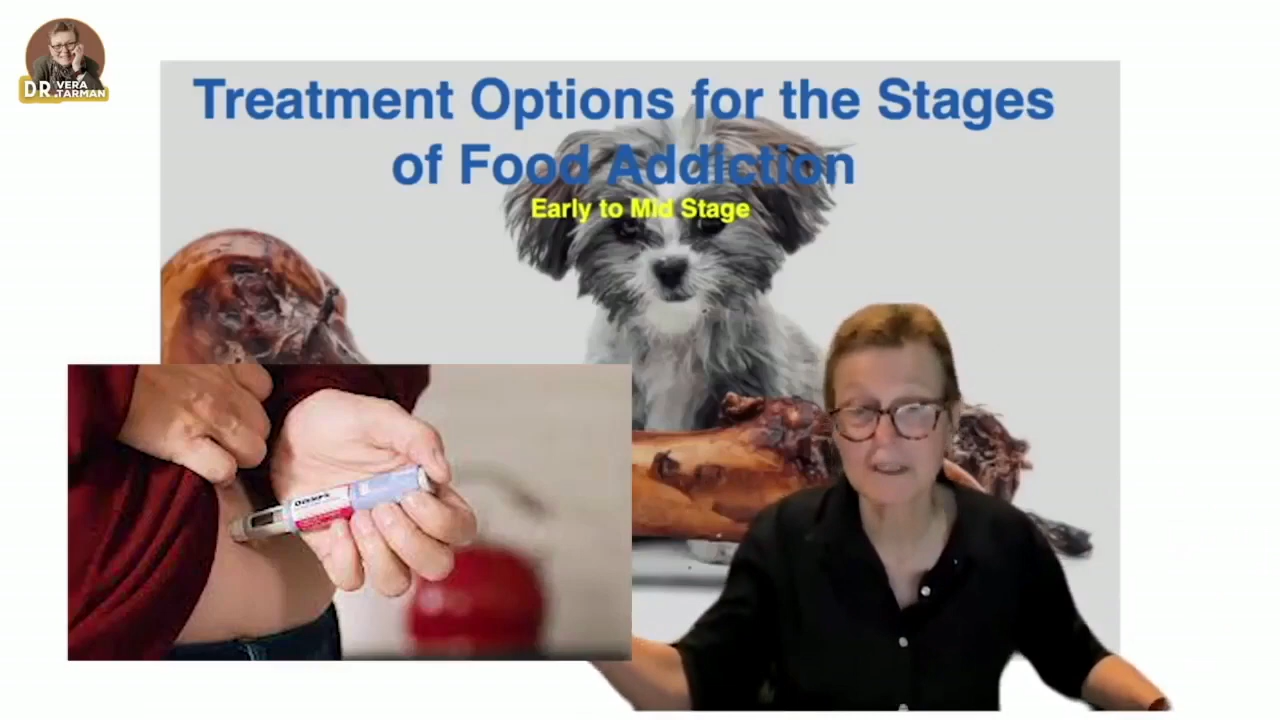 DR. VERA TARMAN
Treatment Options for the Stages
of Food Addiction
Early to Mid Stage